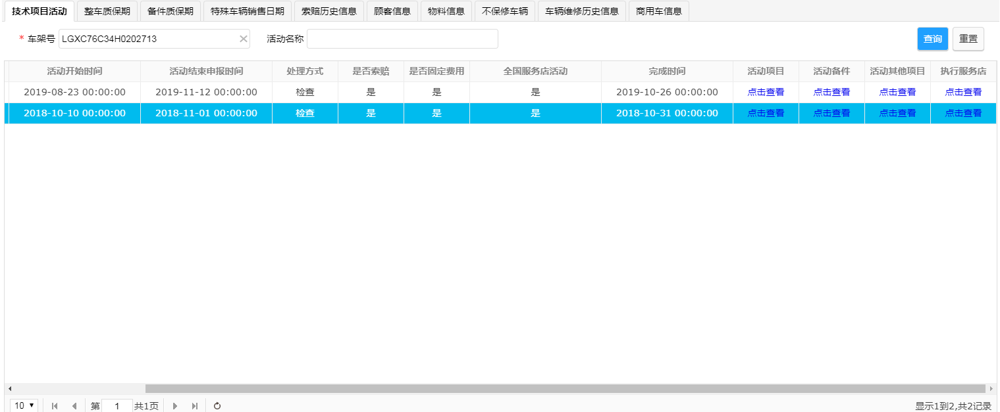 技术项目活动 整车质保期 备件质保期 特殊车辆销售日期 索赔历史信息 顾客信息 物料信息 不保修车辆 车辆维修历史信息 商用车信息
* 车架号 LGXC76C34H0202713 活动名称 查询 重置
活动开始时间 活动结束申报时间 处理方式 是否索赔 是否固定费用 全国服务店活动 完成时间 活动项目 活动备件 活动其他项目 执行服务店
2019-08-23 00:00:00 2019-11-12 00:00:00 检查 是 是 是 2019-10-26 00:00:00 点击查看 点击查看 点击查看 点击查看
2018-10-10 00:00:00 2018-11-01 00:00:00 检查 是 是 是 2018-10-31 00:00:00 点击查看 点击查看 点击查看 点击查看
10 第 1 共1页 显示1到2,共2记录